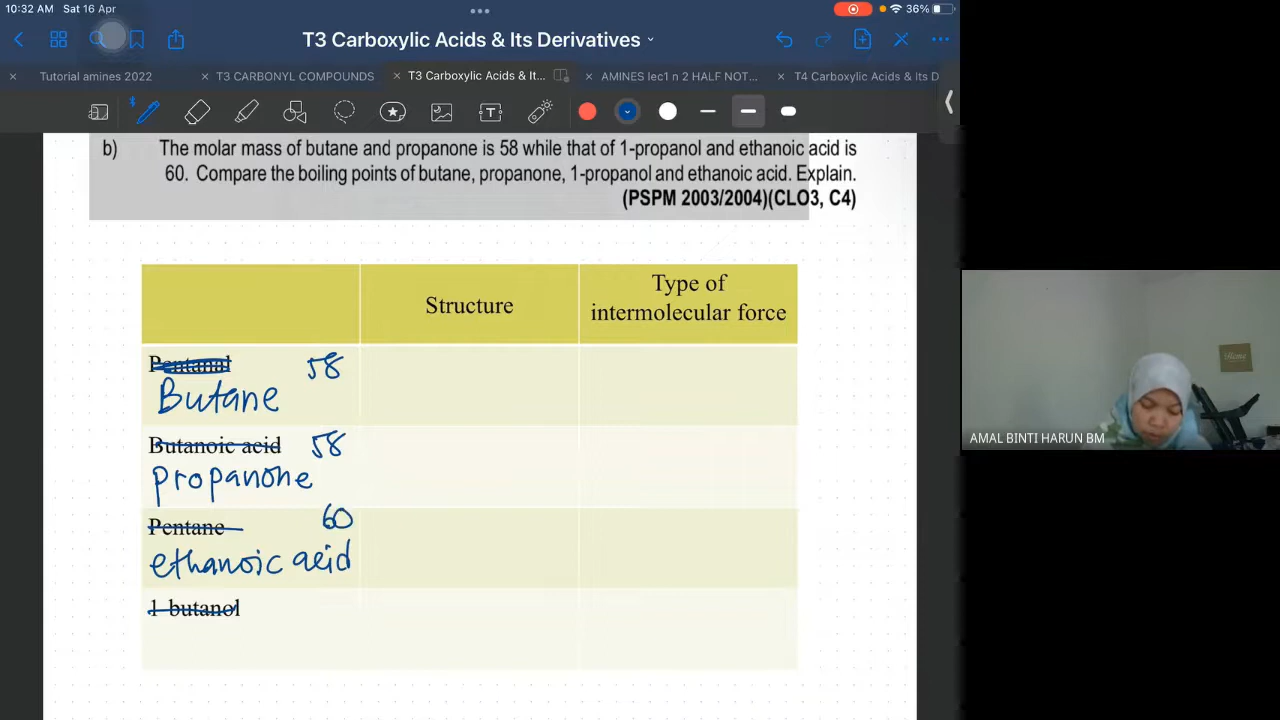 10:32 AM Sat 16 Apr
36%
T3 Carboxylic Acids & Its Derivatives
Tutorial amines 2022
T3 CARBONYL COMPOUNDS
T3 Carboxylic Acids & It...
AMINES lec1 n 2 HALF NOT...
T4 Carboxylic Acids & Its D
b) The molar mass of butane and propanone is 58 while that of 1-propanol and ethanoic acid is
60. Compare the boiling points of butane, propanone, 1-propanol and ethanoic acid. Explain.
(PSPM 2003/2004)(CLO3, C4)
Structure
Type of
intermolecular force
Pentanal 58
Butane
Butanoic acid 58
propanone
Pentane 60
ethanoic acid
1-butanol
Home
AMAL BINTI HARUN BM